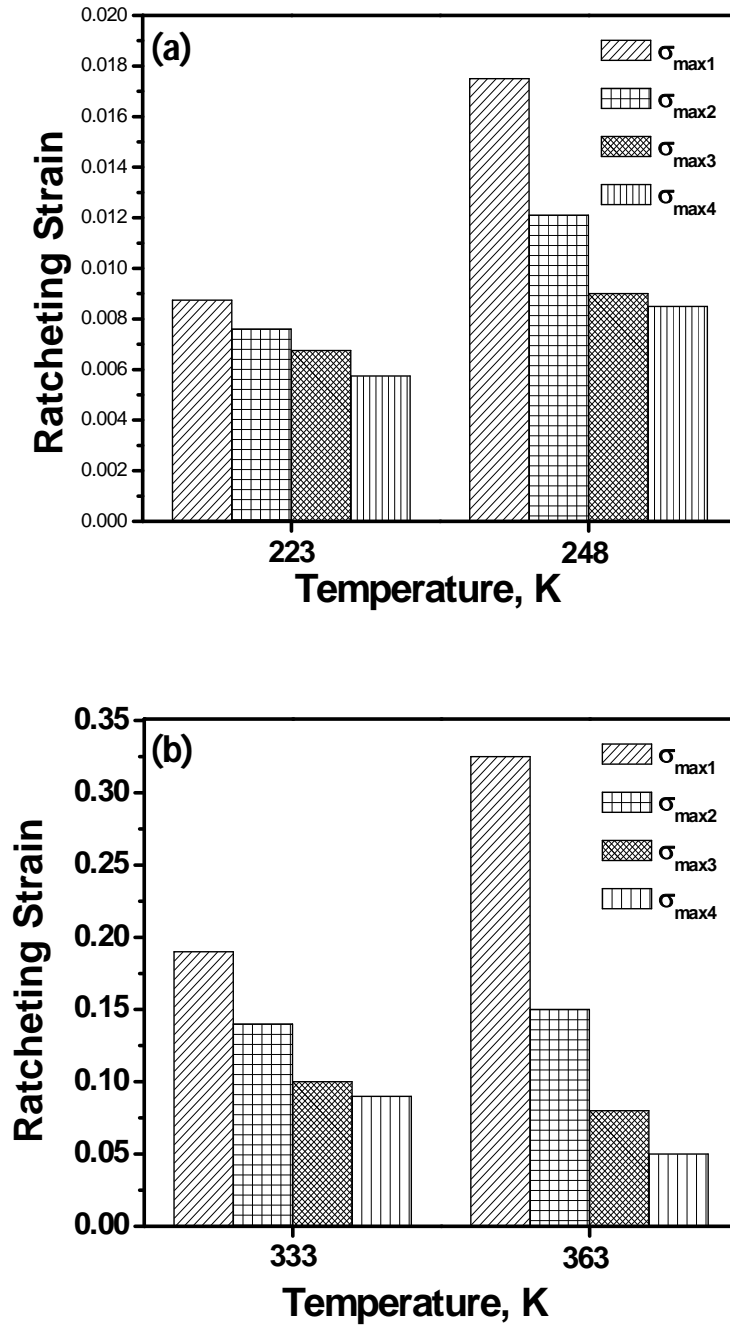 (a)
σmax1
σmax2
σmax3
σmax4
0.020
0.018
0.016
0.014
0.012
0.010
0.008
0.006
0.004
0.002
0.000
Ratcheting Strain
223 248
Temperature, K
(b)
σmax1
σmax2
σmax3
σmax4
0.35
0.30
0.25
0.20
0.15
0.10
0.05
0.00
Ratcheting Strain
333 363
Temperature, K